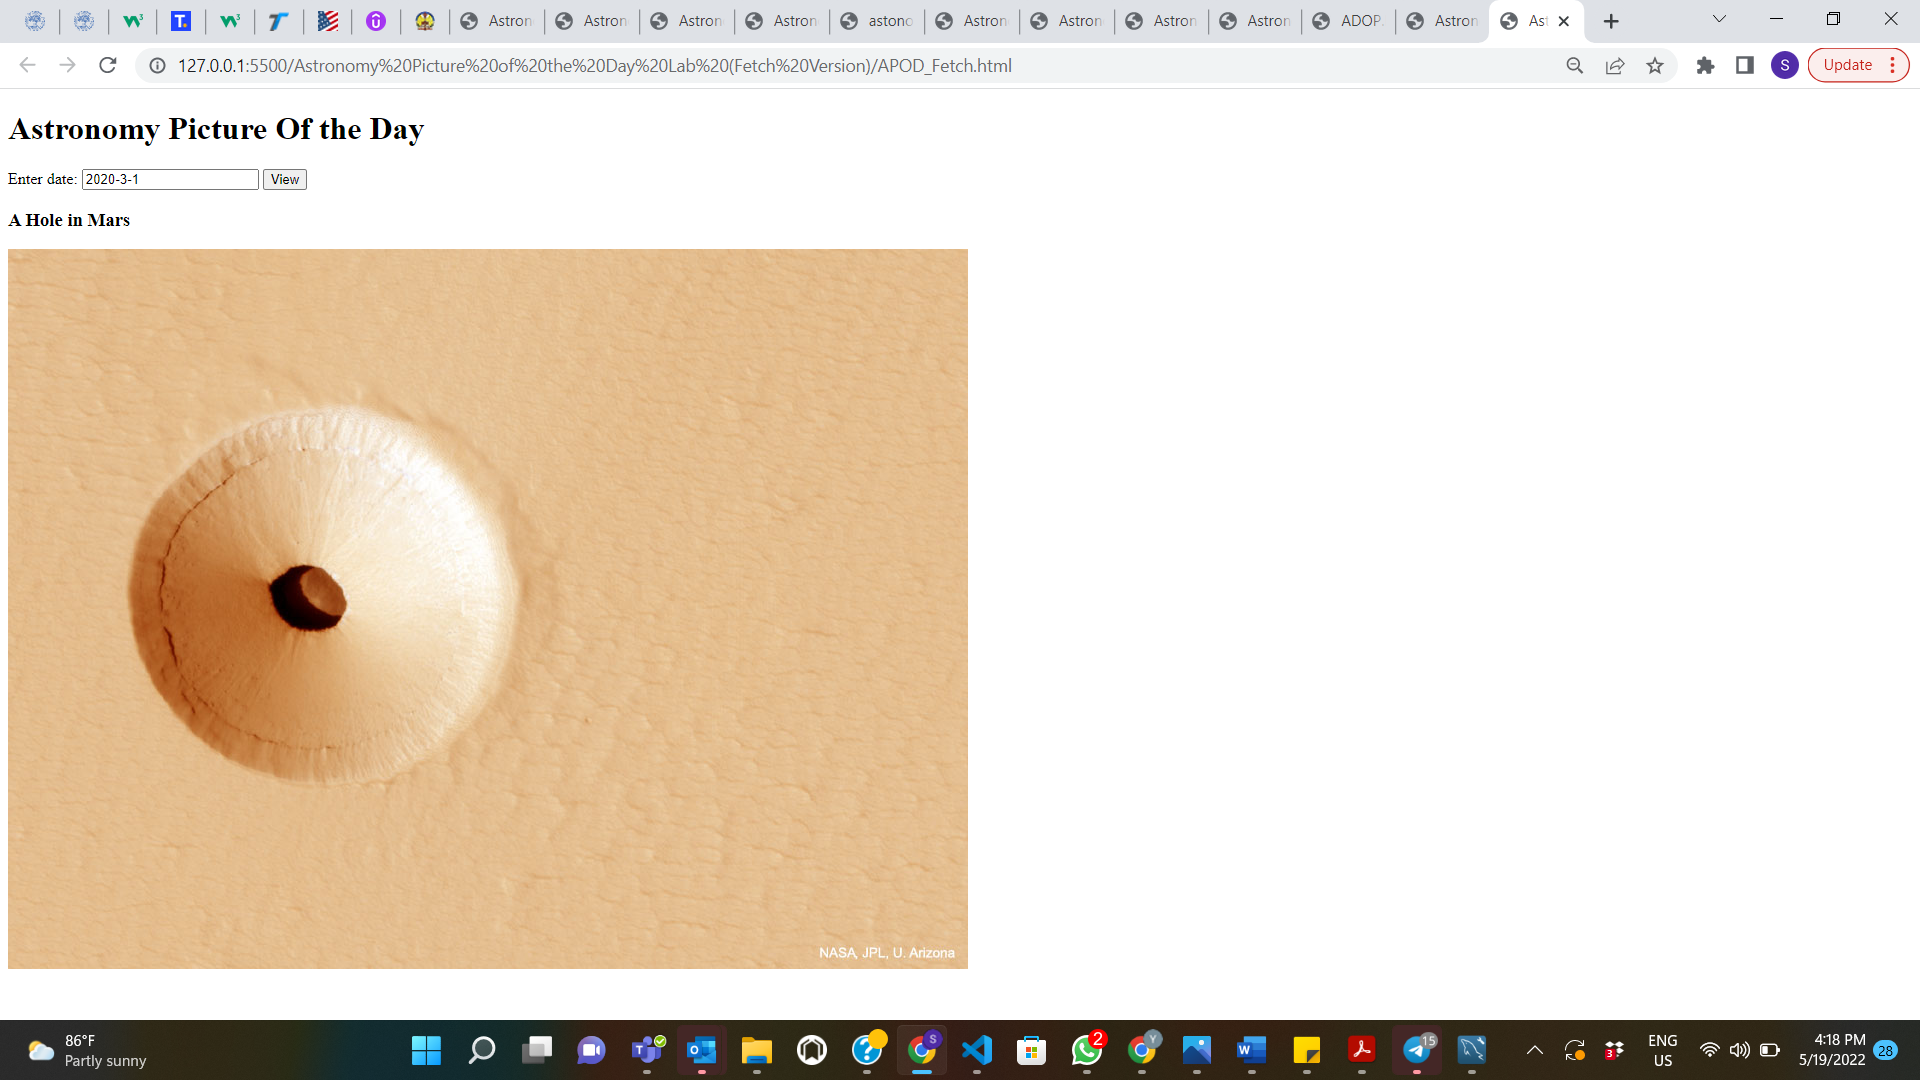 Astron
Astron
Astron
Astron
astono
Astron
Astron
Astron
Astron
ADOP
Astron
Ast
127.0.0.1:5500/Astronomy%20Picture%20of%20the%20Day%20Lab%20(Fetch%20Version)/APOD_Fetch.html
S
Update
Astronomy Picture Of the Day
Enter date: 2020-3-1 View
A Hole in Mars
NASA, JPL, U. Arizona
86°F
Partly sunny
S
2
Y
15
3
ENG
US
4:18 PM
5/19/2022
28